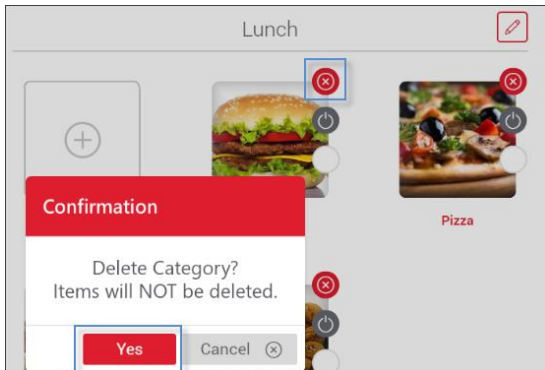 Lunch
Pizza
Confirmation
Delete Category?
Items will NOT be deleted.
Yes
Cancel